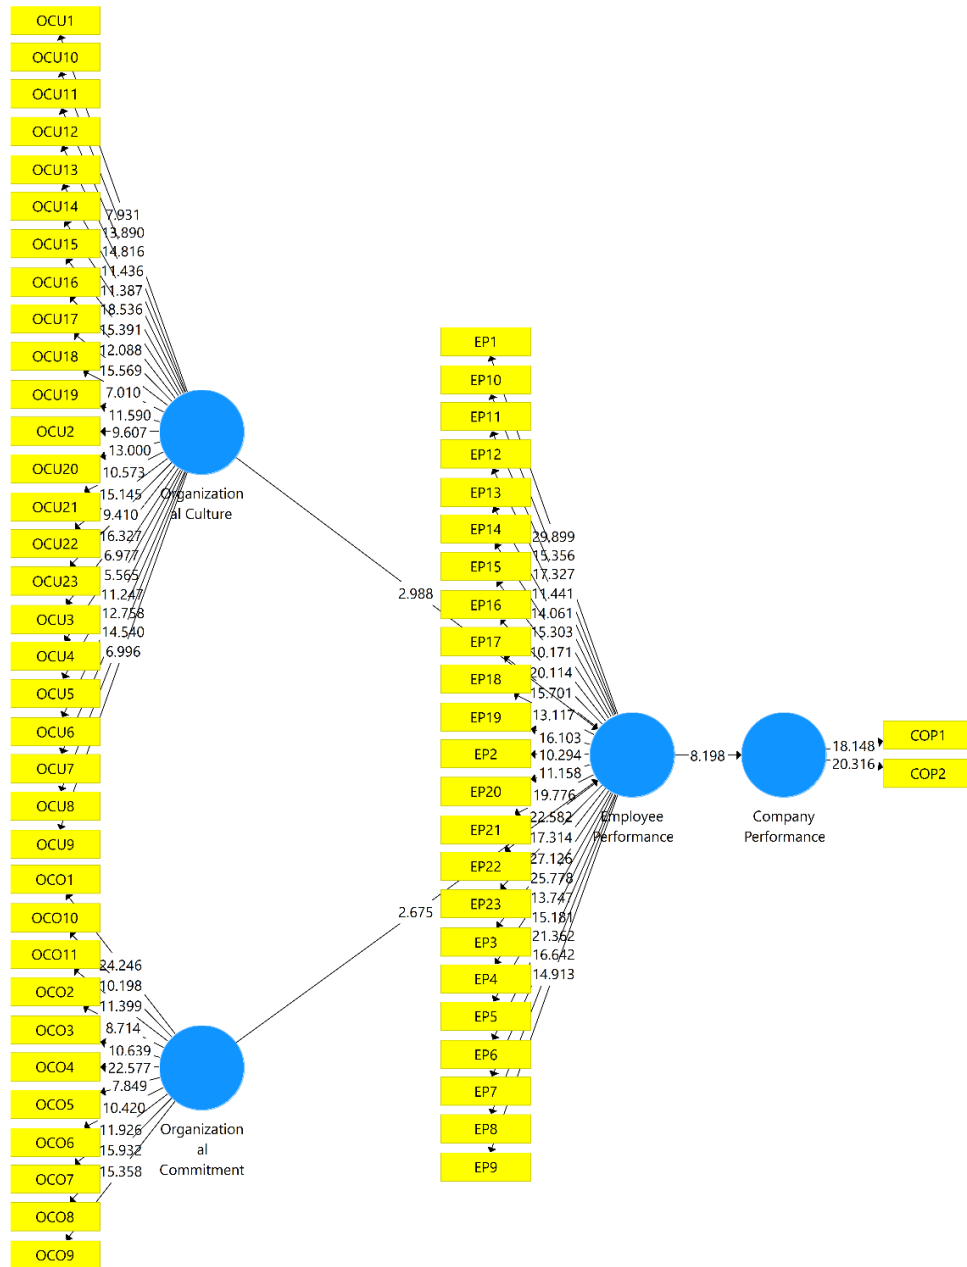 OCU1
OCU10
OCU11
OCU12
OCU13
OCU14
OCU15
OCU16
OCU17
OCU18
OCU19
OCU2
OCU20
OCU21
OCU22
OCU23
OCU3
OCU4
OCU5
OCU6
OCU7
OCU8
OCU9
7.931
13.890
14.816
11.436
11.387
18.536
15.391
12.088
15.569
7.010
11.590
9.607
13.000
10.573
15.145
9.410
16.327
6.977
5.565
11.247
12.758
14.540
6.996
Organization
al Culture
2.988
OCO1
OCO10
OCO11
OCO2
OCO3
OCO4
OCO5
OCO6
OCO7
OCO8
OCO9
24.246
10.198
11.399
8.714
10.639
22.577
7.849
10.420
11.926
15.932
15.358
Organization
al
Commitment
2.675
EP1
EP10
EP11
EP12
EP13
EP14
EP15
EP16
EP17
EP18
EP19
EP2
EP20
EP21
EP22
EP23
EP3
EP4
EP5
EP6
EP7
EP8
EP9
29.899
15.356
17.327
11.441
14.061
15.303
10.171
20.114
15.701
13.117
16.103
10.294
11.158
19.776
22.582
17.314
27.126
25.778
13.747
15.181
21.362
16.642
14.913
Employee
Performance
8.198
Company
Performance
18.148
20.316
COP1
COP2